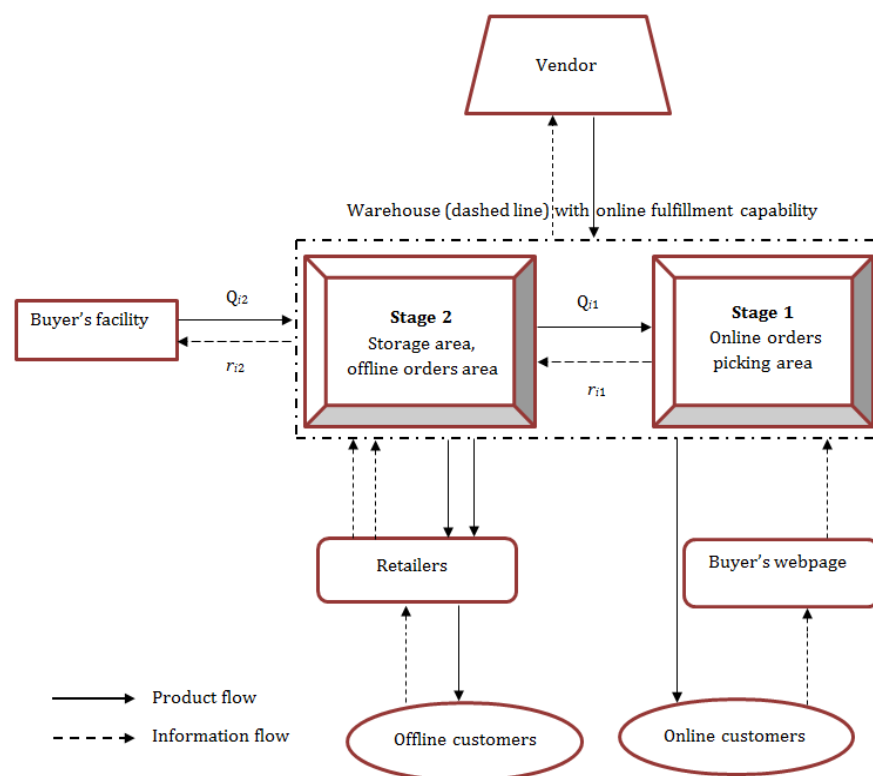 Vendor
Warehouse (dashed line) with online fulfillment capability
Buyer’s facility
Qi2
ri2
Stage 2
Storage area,
offline orders area
Qi1
ri1
Stage 1
Online orders
picking area
Retailers
Buyer’s webpage
Product flow
Information flow
Offline customers
Online customers